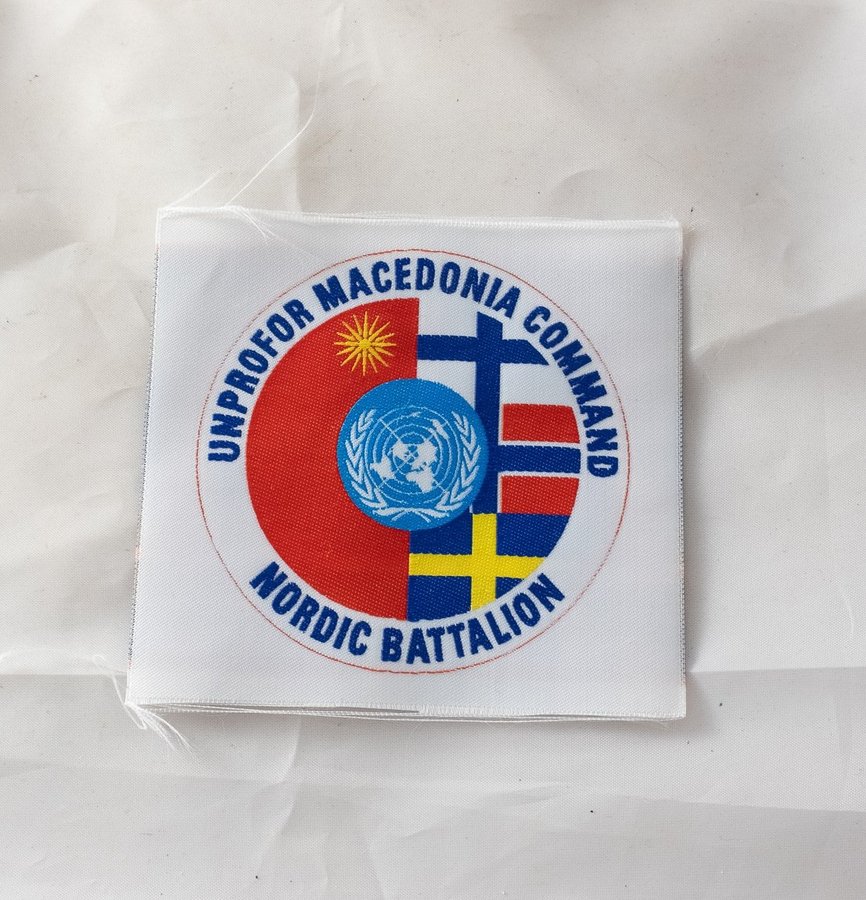 UNPROFOR MACEDONIA COMMAND
NORDIC BATTALION